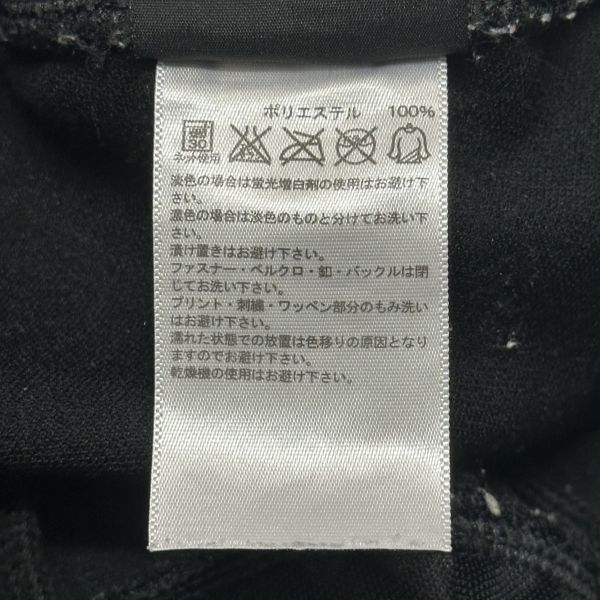 ポリエステル 100%
30
ネット使用
淡色の場合は蛍光増白剤の使用はお避け下
さい。
濃色の場合は淡色のものと分けてお洗い下
さい。
漬け置きはお避け下さい。
ファスナー・ベルクロ・釦・バックルは閉
じてお洗い下さい。
プリント・刺繍・ワッペン部分のもみ洗い
はお避け下さい。
濡れた状態での放置は色移りの原因となり
ますのでお避け下さい。
乾燥機の使用はお避け下さい。